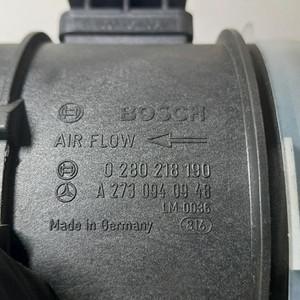 BOSCH
AIR FLOW
0 280 218 190
A 273 094 09 48
LM-0036
Made in Germany 816